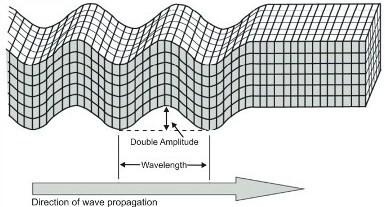 Double Amplitude
Wavelength
Direction of wave propagation